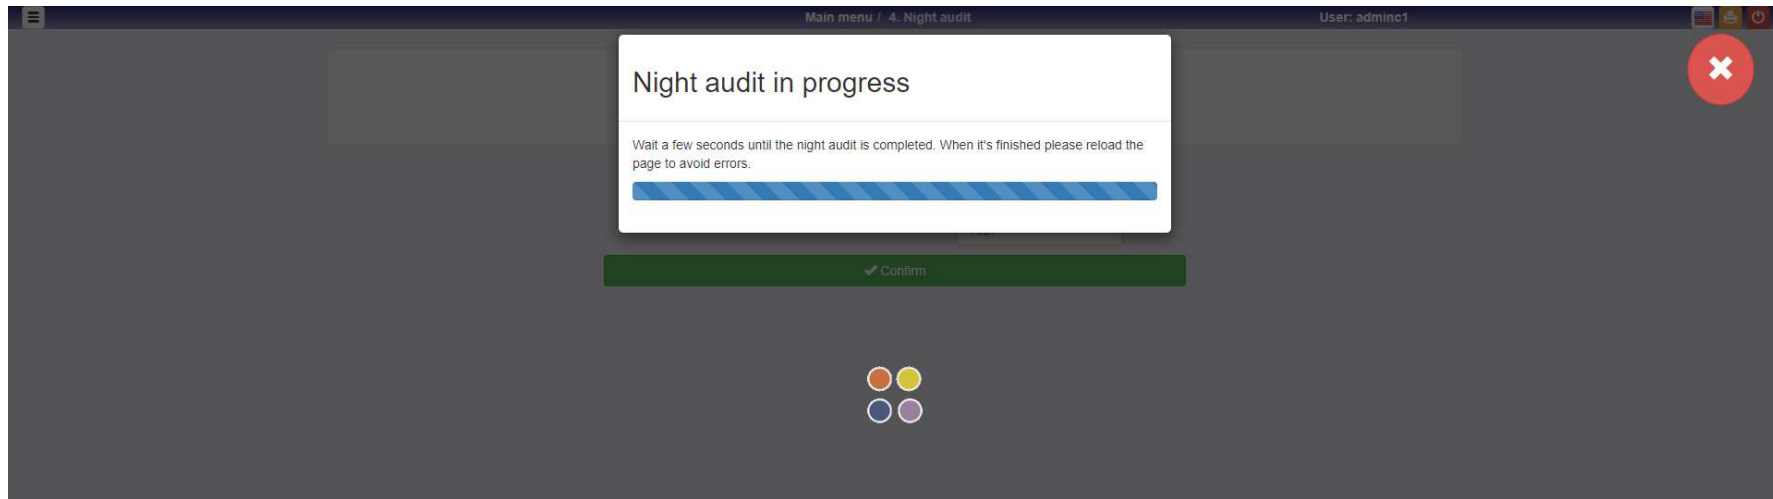 Main menu / 4. Night audit
User: adminc1
Night audit in progress
Wait a few seconds until the night audit is completed. When it's finished please reload the
page to avoid errors.
✔ Confirm